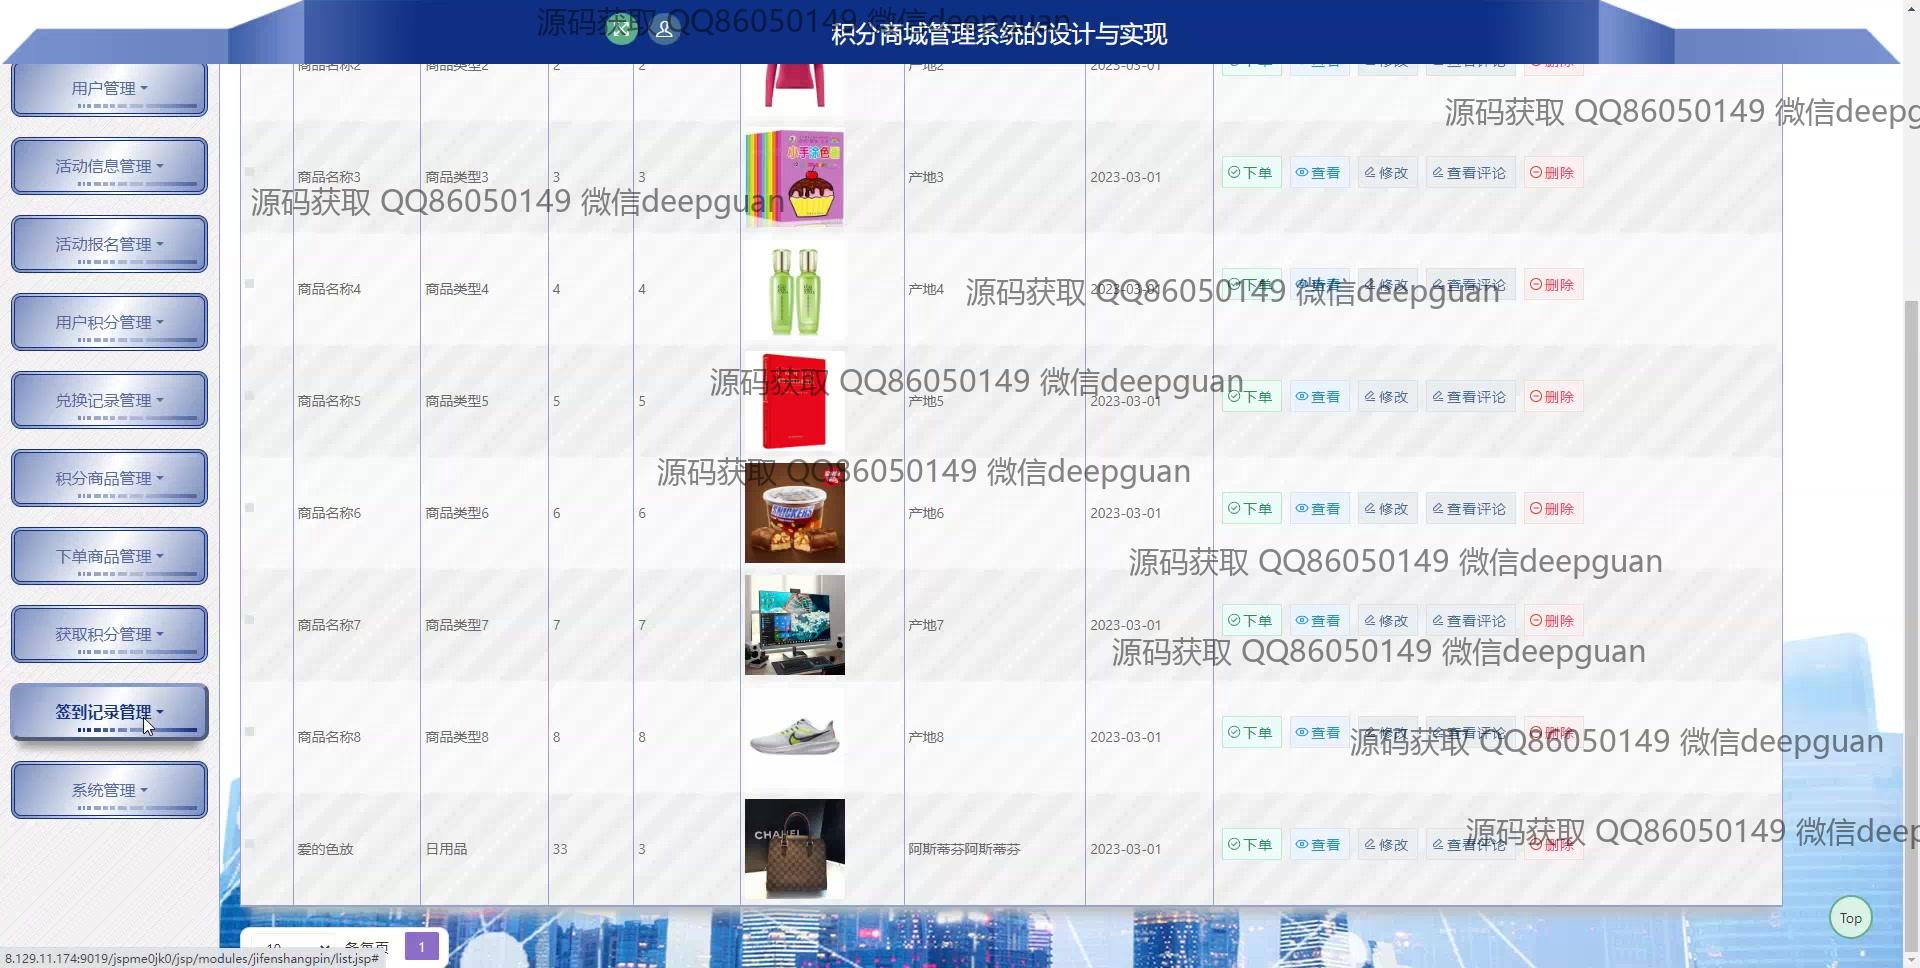 源码获取 QQ86050149 微信deepguan
积分商城管理系统的设计与实现
用户管理
活动信息管理
活动报名管理
用户积分管理
兑换记录管理
积分商品管理
下单商品管理
获取积分管理
签到记录管理
系统管理
商品名称2 商品类型2 2 2 产地2 2023-03-01 下单 查看 修改 查看评论 删除
源码获取 QQ86050149 微信deepg
商品名称3 商品类型3 3 3 产地3 2023-03-01 下单 查看 修改 查看评论 删除
小手涂色
源码获取 QQ86050149 微信deepguan
商品名称4 商品类型4 4 4 产地4 2023-03-01 下单 查看 修改 查看评论 删除
源码获取 QQ86050149 微信deepguan
源码获取 QQ86050149 微信deepguan
商品名称5 商品类型5 5 5 产地5 2023-03-01 下单 查看 修改 查看评论 删除
源码获取 QQ86050149 微信deepguan
商品名称6 商品类型6 6 6 产地6 2023-03-01 下单 查看 修改 查看评论 删除
SNICKERS
源码获取 QQ86050149 微信deepguan
商品名称7 商品类型7 7 7 产地7 2023-03-01 下单 查看 修改 查看评论 删除
源码获取 QQ86050149 微信deepguan
商品名称8 商品类型8 8 8 产地8 2023-03-01 下单 查看 修改 查看评论 删除
源码获取 QQ86050149 微信deepguan
源码获取 QQ86050149 微信deep
CHANEL
爱的色放 日用品 33 3 阿斯蒂芬阿斯蒂芬 2023-03-01 下单 查看 修改 查看评论 删除
Top
10 条每页 1
8.129.11.174:9019/jspme0jk0/jsp/modules/jifenshangpin/list.jsp#